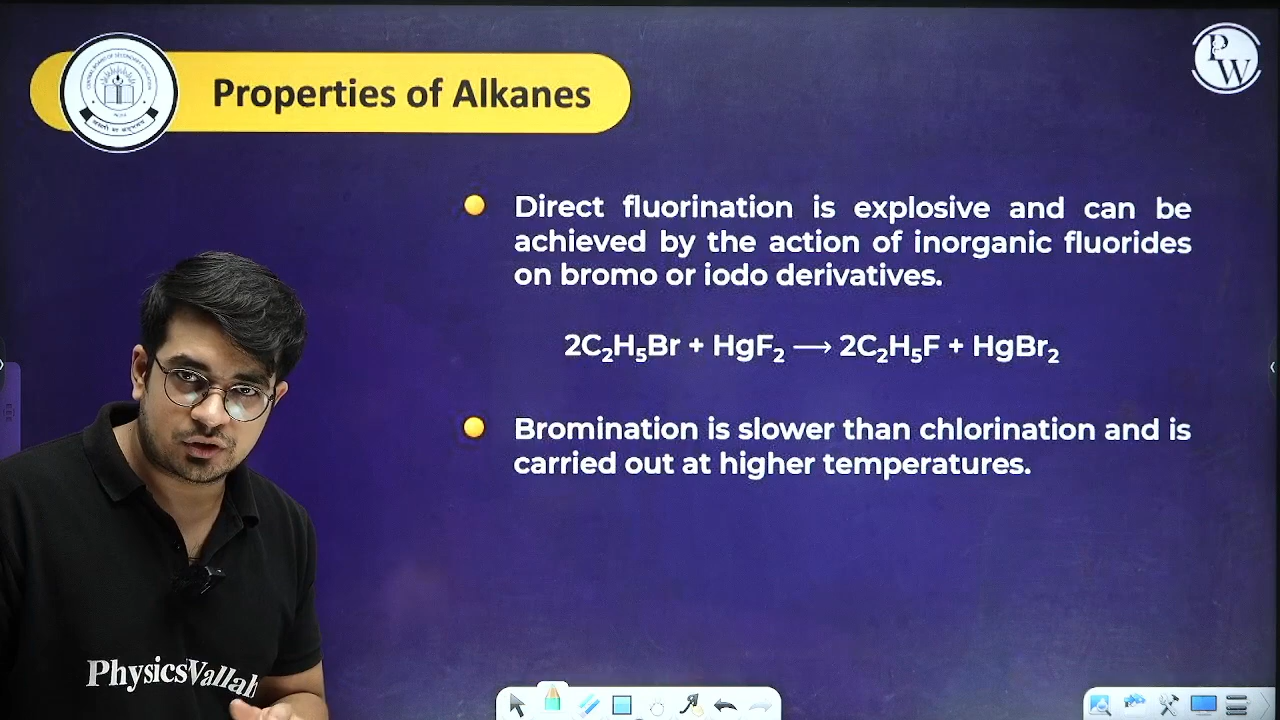 Properties of Alkanes
PW
Direct fluorination is explosive and can be
achieved by the action of inorganic fluorides
on bromo or iodo derivatives.
2C₂H₅Br + HgF₂ ⟶ 2C₂H₅F + HgBr₂
Bromination is slower than chlorination and is
carried out at higher temperatures.
PhysicsWallah